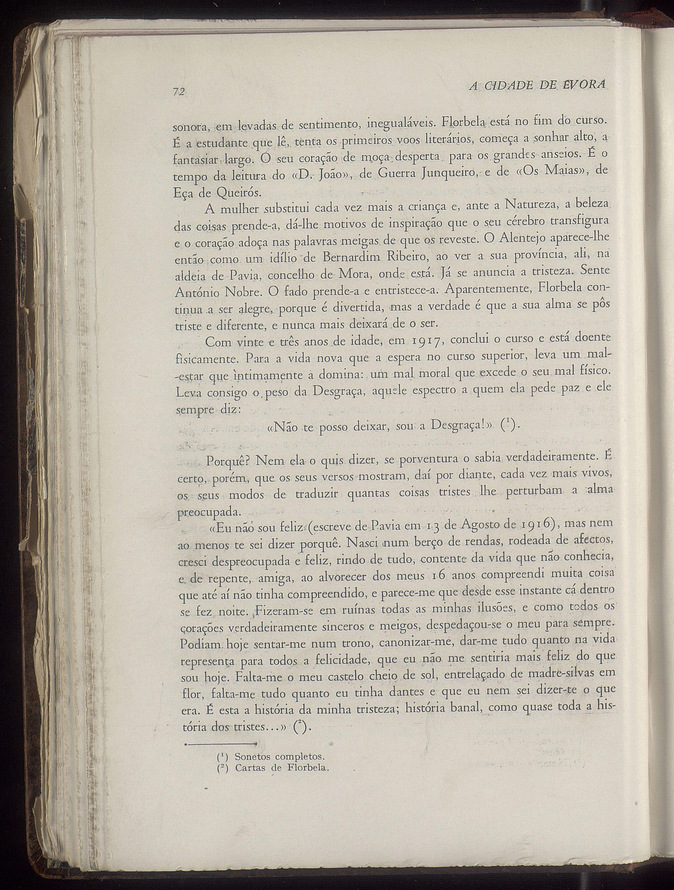 72
A CIDADE DE ÉVORA
sonora, em levadas de sentimento, inegualáveis. Florbela está no fim do curso.
É a estudante que lê, tenta os primeiros voos literários, começa a sonhar alto, a
fantasiar largo. O seu coração de moça desperta para os grandes anseios. É o
tempo da leitura do «D. João», de Guerra Junqueiro, e de «Os Maias», de
Eça de Queirós.
A mulher substitui cada vez mais a criança e, ante a Natureza, a beleza
das coisas prende-a, dá-lhe motivos de inspiração que o seu cérebro transfigura
e o coração adoça nas palavras meigas de que os reveste. O Alentejo aparece-lhe
então como um idílio de Bernardim Ribeiro, ao ver a sua província, ali, na
aldeia de Pavia, concelho de Mora, onde está. Já se anuncia a tristeza. Sente
António Nobre. O fado prende-a e entristece-a. Aparentemente, Florbela con-
tinua a ser alegre, porque é divertida, mas a verdade é que a sua alma se pôs
triste e diferente, e nunca mais deixará de o ser.
Com vinte e três anos de idade, em 1917, conclui o curso e está doente
fisicamente. Para a vida nova que a espera no curso superior, leva um mal-
-estar que intimamente a domina: um mal moral que excede o seu mal físico.
Leva consigo o peso da Desgraça, aquele espectro a quem ela pede paz e ele
sempre diz:
«Não te posso deixar, sou a Desgraça!» (¹).
Porquê? Nem ela o quis dizer, se porventura o sabia verdadeiramente. É
certo, porém, que os seus versos mostram, daí por diante, cada vez mais vivos,
os seus modos de traduzir quantas coisas tristes lhe perturbam a alma
preocupada.
«Eu não sou feliz (escreve de Pavia em 13 de Agosto de 1916), mas nem
ao menos te sei dizer porquê. Nasci num berço de rendas, rodeada de afectos,
cresci despreocupada e feliz, rindo de tudo, contente da vida que não conhecia,
e de repente, amiga, ao alvorecer dos meus 16 anos compreendi muita coisa
que até aí não tinha compreendido, e parece-me que desde esse instante cá dentro
se fez noite. Fizeram-se em ruínas todas as minhas ilusões, e como todos os
corações verdadeiramente sinceros e meigos, despedaçou-se o meu para sempre.
Podiam hoje sentar-me num trono, canonizar-me, dar-me tudo quanto na vida
representa para todos a felicidade, que eu não me sentiria mais feliz do que
sou hoje. Falta-me o meu castelo cheio de sol, entrelaçado de madre-silvas em
flor, falta-me tudo quanto eu tinha dantes e que eu nem sei dizer-te o que
era. É esta a história da minha tristeza; história banal, como quase toda a his-
tória dos tristes...» (²).
(¹) Sonetos completos.
(²) Cartas de Florbela.